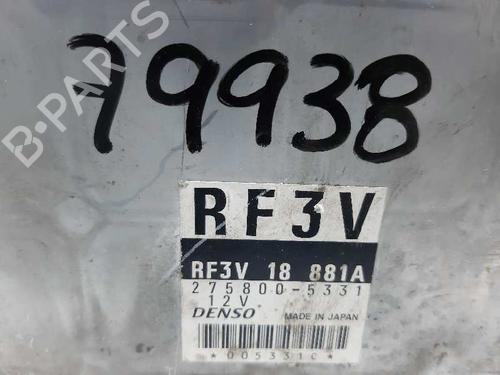 79938
B-PARTS
RF3V
RF3V 18 881A
275800-5331
12V
DENSO MADE IN JAPAN
*005331C*